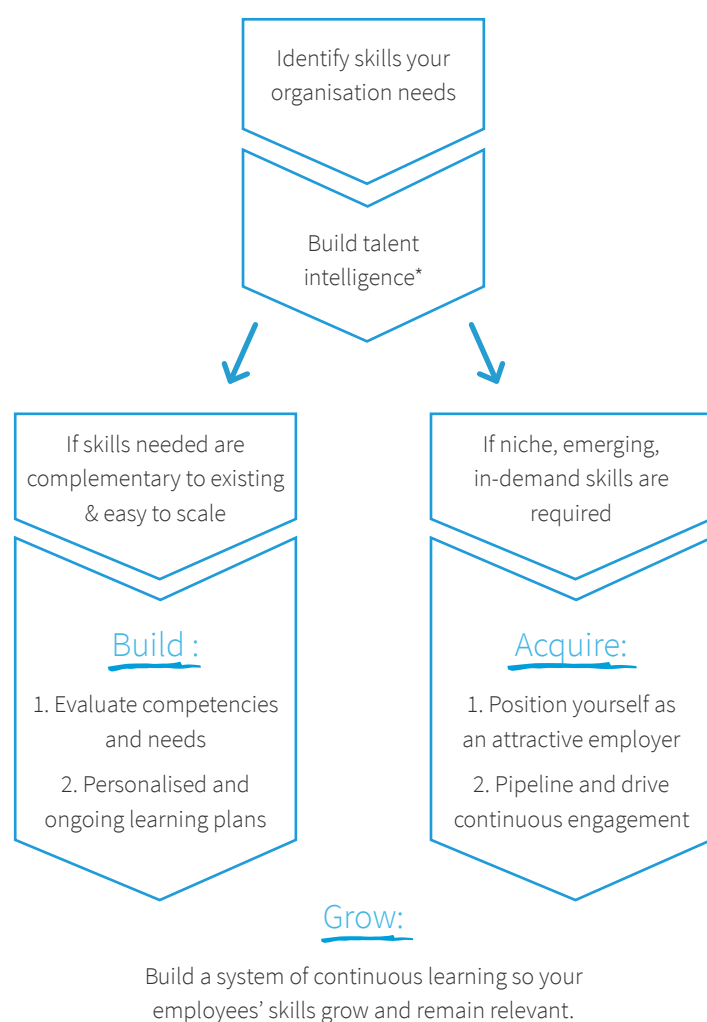 Identify skills your
organisation needs
Build talent
intelligence*
If skills needed are
complementary to existing
& easy to scale
If niche, emerging,
in-demand skills are
required
Build :
1. Evaluate competencies
and needs
2. Personalised and
ongoing learning plans
Acquire:
1. Position yourself as
an attractive employer
2. Pipeline and drive
continuous engagement
Grow:
Build a system of continuous learning so your
employees’ skills grow and remain relevant.